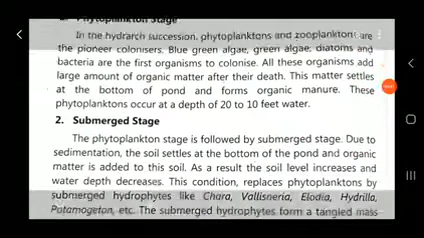 2. Phytoplankton Stage
In the hydrarch succession, phytoplanktons and zooplankton are
the pioneer colonisers. Blue green algae, green algae, diatoms and
bacteria are the first organisms to colonise. All these organisms add
large amount of organic matter after their death. This matter settles
at the bottom of pond and forms organic manure. These
phytoplanktons occur at a depth of 20 to 10 feet water.
2. Submerged Stage
The phytoplankton stage is followed by submerged stage. Due to
sedimentation, the soil settles at the bottom of the pond and organic
matter is added to this soil. As a result the soil level increases and
water depth decreases. This condition, replaces phytoplanktons by
submerged hydrophytes like Chara, Vallisneria, Elodia, Hydrilla,
Potamogeton, etc. The submerged hydrophytes form a tangled mass